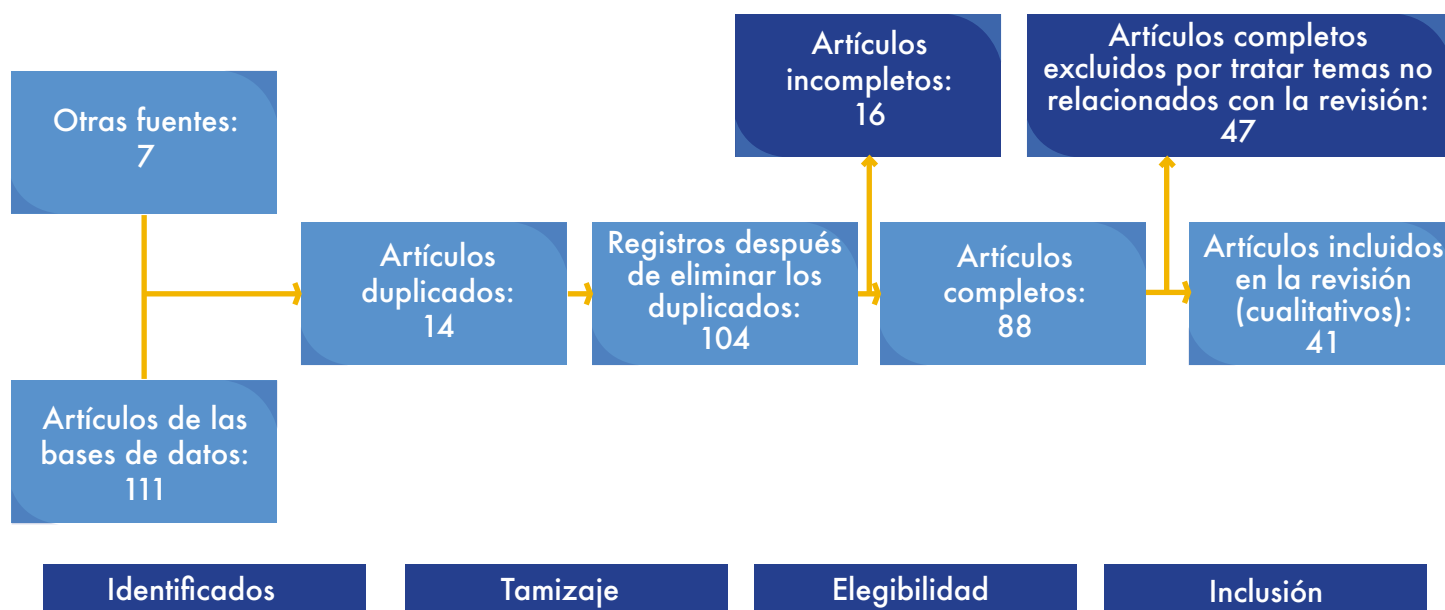 Otras fuentes:
7
Artículos de las
bases de datos:
111
Artículos
duplicados:
14
Registros después
de eliminar los
duplicados:
104
Artículos
incompletos:
16
Artículos
completos:
88
Artículos completos
excluidos por tratar temas no
relacionados con la revisión:
47
Artículos incluidos
en la revisión
(cualitativos):
41
Identificados
Tamizaje
Elegibilidad
Inclusión